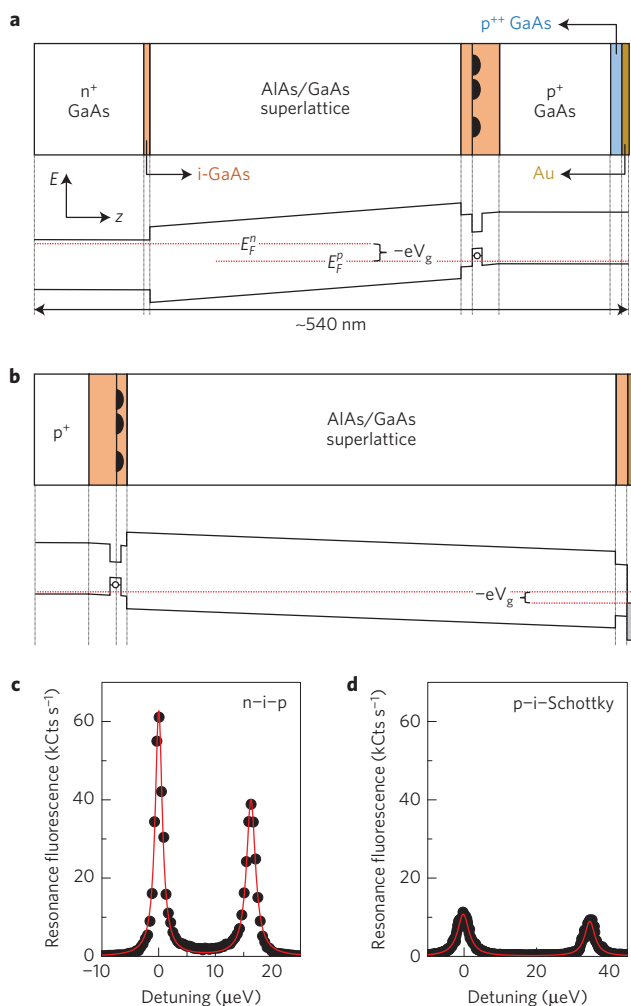 a
p++ GaAs
n+
GaAs
AlAs/GaAs
superlattice
p+
GaAs
E
z
i-GaAs
Au
E_F^n
−eVg
E_F^p
~540 nm
b
p+
AlAs/GaAs
superlattice
−eVg
c
n–i–p
Resonance fluorescence (kCts s−1)
60
40
20
0
−10
0
10
20
Detuning (μeV)
d
p–i–Schottky
Resonance fluorescence (kCts s−1)
60
40
20
0
0
20
40
Detuning (μeV)